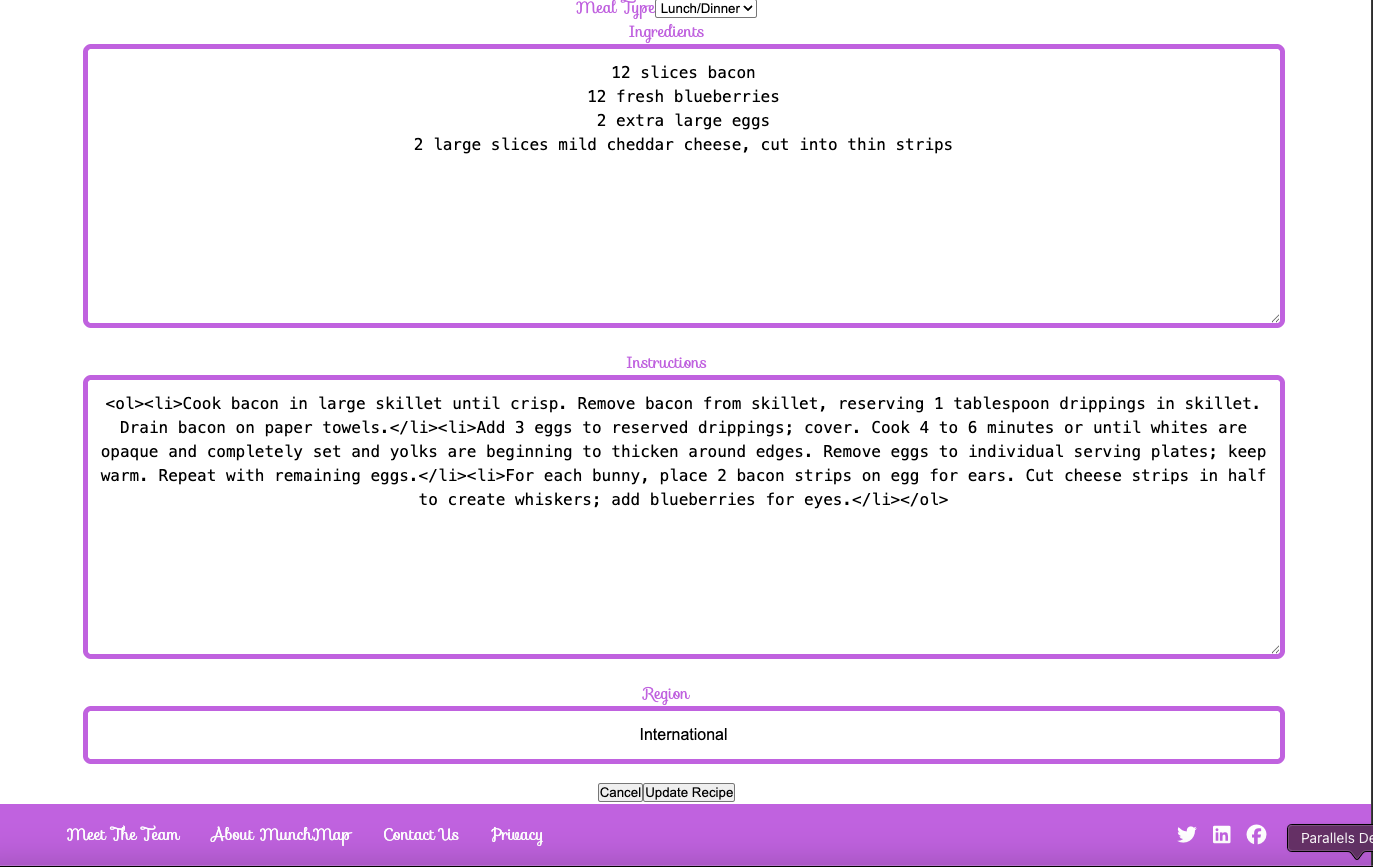 Meal Type Lunch/Dinner
Ingredients
12 slices bacon
12 fresh blueberries
2 extra large eggs
2 large slices mild cheddar cheese, cut into thin strips
Instructions
<ol><li>Cook bacon in large skillet until crisp. Remove bacon from skillet, reserving 1 tablespoon drippings in skillet.
Drain bacon on paper towels.</li><li>Add 3 eggs to reserved drippings; cover. Cook 4 to 6 minutes or until whites are
opaque and completely set and yolks are beginning to thicken around edges. Remove eggs to individual serving plates; keep
warm. Repeat with remaining eggs.</li><li>For each bunny, place 2 bacon strips on egg for ears. Cut cheese strips in half
to create whiskers; add blueberries for eyes.</li></ol>
Region
International
Cancel Update Recipe
Meet The Team About MunchMap Contact Us Privacy
Parallels De